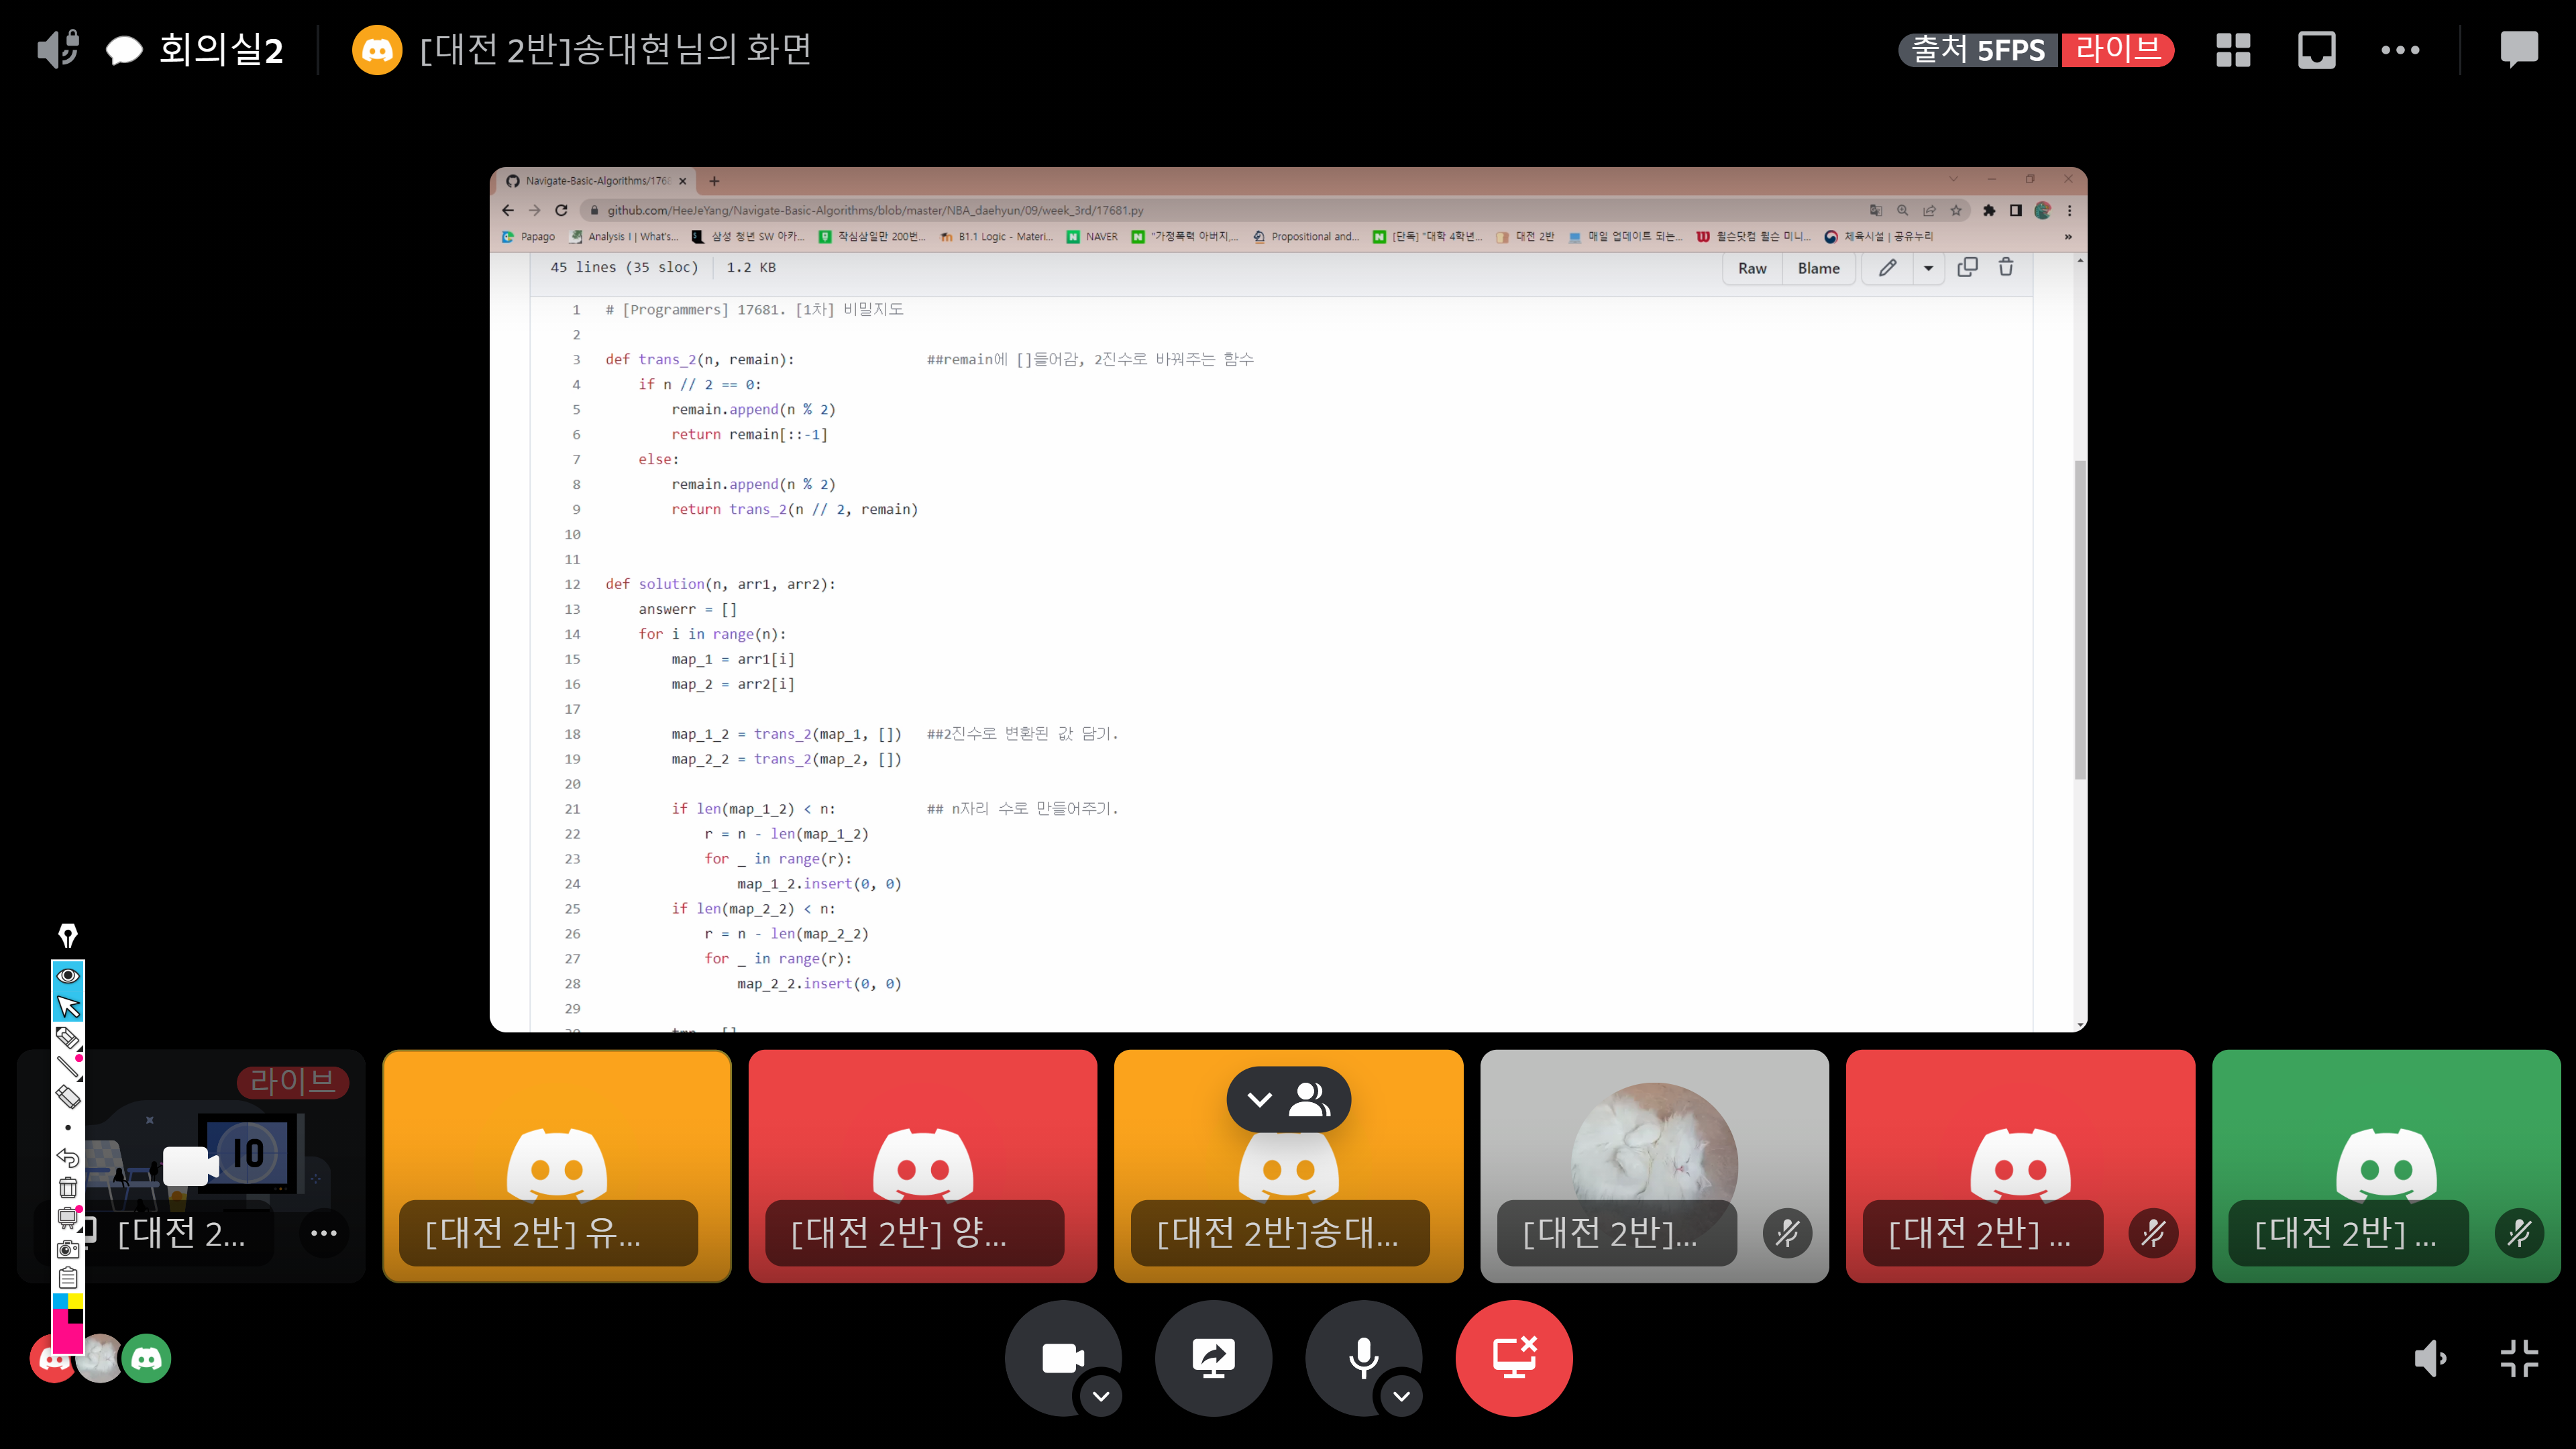 회의실2
[대전 2반]송대현님의 화면
출처 5FPS 라이브
Navigate-Basic-Algorithms/176
github.com/HeeJeYang/Navigate-Basic-Algorithms/blob/master/NBA_daehyun/09/week_3rd/17681.py
Papago Analysis I | What's... 삼성 청년 SW 아카... 작심삼일만 200번... B1.1 Logic - Materi... NAVER "가정폭력 아버지,... Propositional and... [단독] "대학 4학년... 대전 2반 매일 업데이트 되는... 윌슨닷컴 윌슨 미니... 체육시설 | 공유누리 »
45 lines (35 sloc) 1.2 KB
Raw Blame
1 # [Programmers] 17681. [1차] 비밀지도
2
3 def trans_2(n, remain): ##remain에 []들어감, 2진수로 바꿔주는 함수
4 if n // 2 == 0:
5 remain.append(n % 2)
6 return remain[::-1]
7 else:
8 remain.append(n % 2)
9 return trans_2(n // 2, remain)
10
11
12 def solution(n, arr1, arr2):
13 answerr = []
14 for i in range(n):
15 map_1 = arr1[i]
16 map_2 = arr2[i]
17
18 map_1_2 = trans_2(map_1, []) ##2진수로 변환된 값 담기.
19 map_2_2 = trans_2(map_2, [])
20
21 if len(map_1_2) < n: ## n자리 수로 만들어주기.
22 r = n - len(map_1_2)
23 for _ in range(r):
24 map_1_2.insert(0, 0)
25 if len(map_2_2) < n:
26 r = n - len(map_2_2)
27 for _ in range(r):
28 map_2_2.insert(0, 0)
29
라이브
10
[대전 2...
[대전 2반] 유...
[대전 2반] 양...
[대전 2반]송대...
[대전 2반]...
[대전 2반] ...
[대전 2반] ...